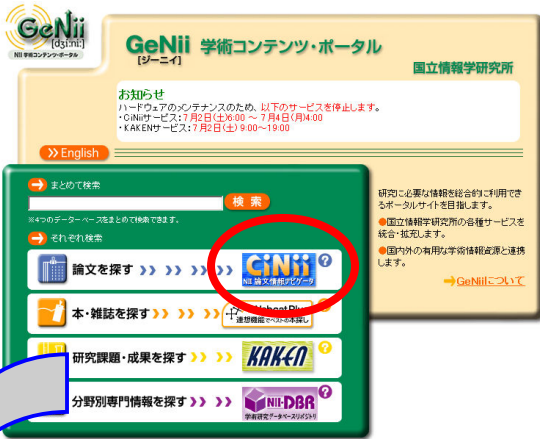 GeNii
[dʒí:ni:]
NII 学術コンテンツ・ポータル
GeNii 学術コンテンツ・ポータル
[ジーニイ]
国立情報学研究所
お知らせ
ハードウェアのメンテナンスのため、以下のサービスを停止します。
・CiNiiサービス:7月2日(土)6:00 ～ 7月4日(月)4:00
・KAKENサービス:7月2日(土) 9:00～19:00
>> English
まとめて検索
検 索
※4つのデーターベースをまとめて検索できます。
それぞれ検索
論文を探す
CiNii
NII 論文情報ナビゲータ
?
本・雑誌を探す
Webcat Plus
連想機能でベストの本探し
?
研究課題・成果を探す
KAKEN
?
分野別専門情報を探す
NII-DBR
学術研究データベースリポジトリ
?
研究に必要な情報を総合的に利用でき
るポータルサイトを目指します。
●国立情報学研究所の各種サービスを
統合・拡充します。
●国内外の有用な学術情報資源と連携
します。
GeNiiについて